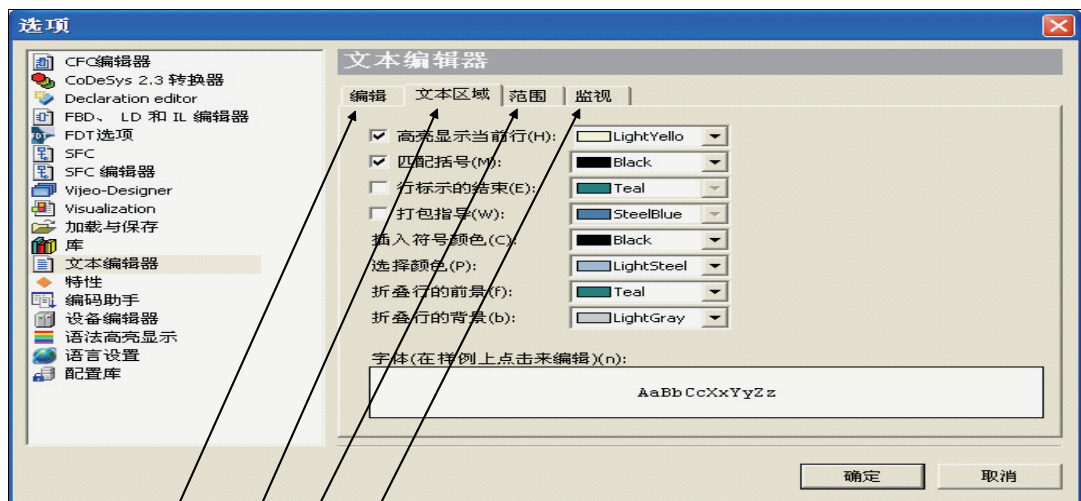 选项
CFC编辑器
CoDeSys 2.3 转换器
Declaration editor
FBD、 LD 和 IL 编辑器
FDT选项
SFC
SFC 编辑器
Vijeo-Designer
Visualization
加载与保存
库
文本编辑器
特性
编码助手
设备编辑器
语法高亮显示
语言设置
配置库
文本编辑器
编辑 文本区域 范围 监视
高亮显示当前行(H): LightYello
匹配括号(M): Black
行标示的结束(E): Teal
打包指导(W): SteelBlue
插入符号颜色(C): Black
选择颜色(P): LightSteel
折叠行的前景(f): Teal
折叠行的背景(b): LightGray
字体(在样例上点击来编辑)(n):
AaBbCcXxYyZz
确定 取消